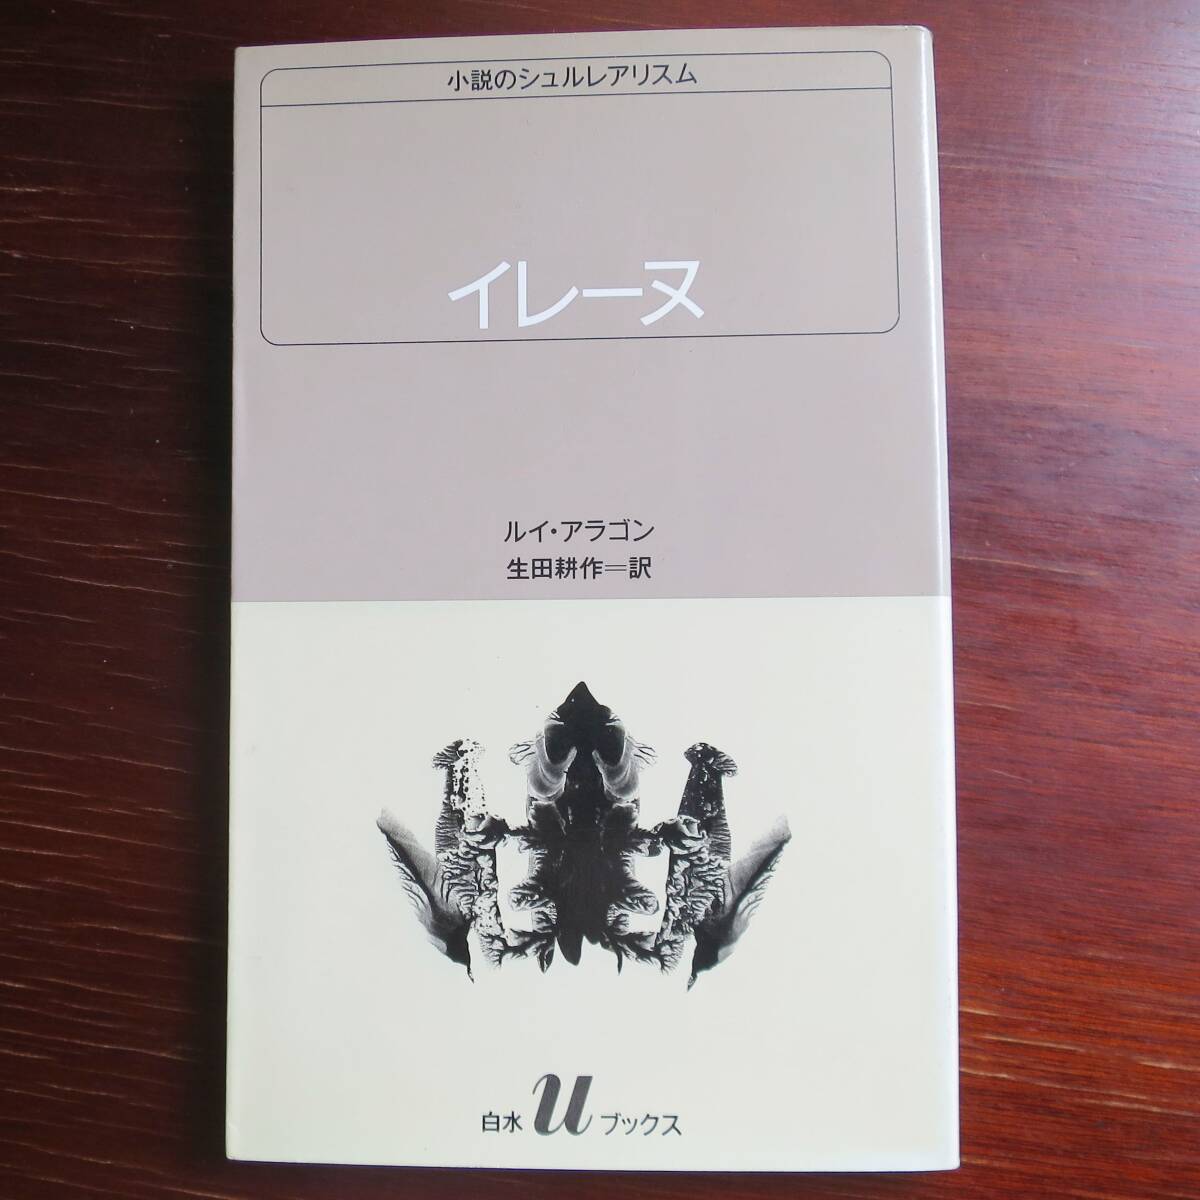 小説のシュルレアリスム
イレーヌ
ルイ・アラゴン
生田耕作=訳
白水uブックス